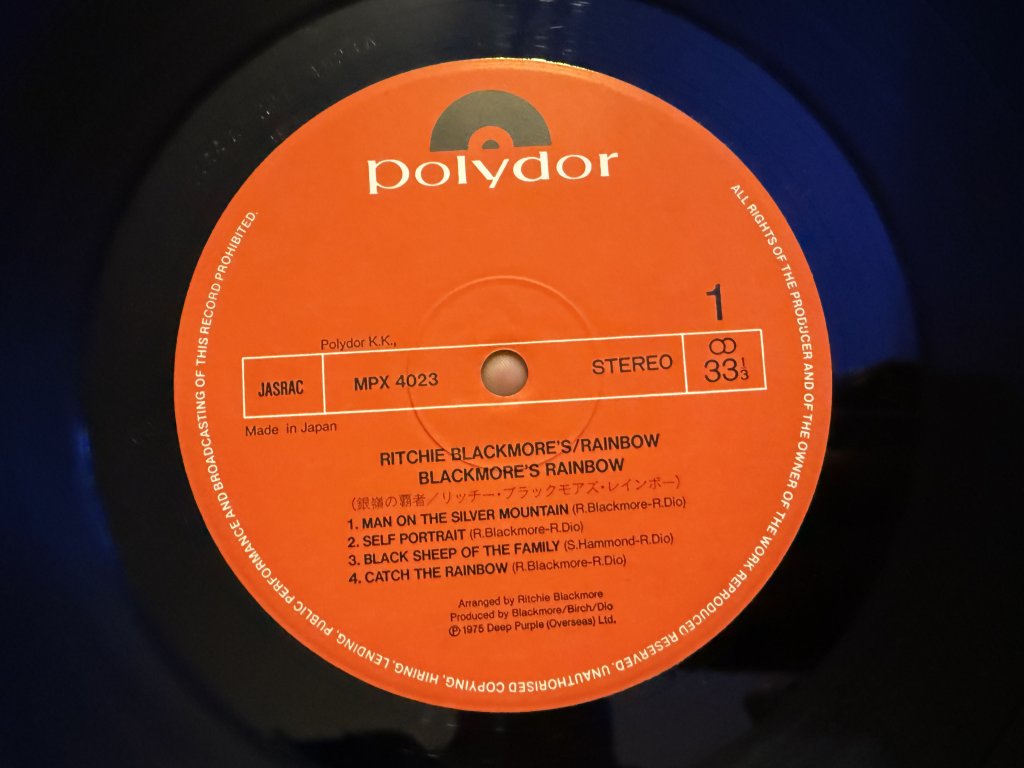 polydor
1
Polydor K.K.,
JASRAC
MPX 4023
STEREO
33 1/3
Made in Japan
RITCHIE BLACKMORE'S/RAINBOW
BLACKMORE'S RAINBOW
(銀嶺の覇者/リッチー・ブラックモアズ・レインボー)
1. MAN ON THE SILVER MOUNTAIN (R.Blackmore-R.Dio)
2. SELF PORTRAIT (R.Blackmore-R.Dio)
3. BLACK SHEEP OF THE FAMILY (S.Hammond-R.Dio)
4. CATCH THE RAINBOW (R.Blackmore-R.Dio)
Arranged by Ritchie Blackmore
Produced by Blackmore/Birch/Dio
℗ 1975 Deep Purple (Overseas) Ltd.
ALL RIGHTS OF THE PRODUCER AND OF THE OWNER OF THE WORK REPRODUCED RESERVED. UNAUTHORISED COPYING, HIRING, LENDING, PUBLIC PERFORMANCE AND BROADCASTING OF THIS RECORD PROHIBITED.